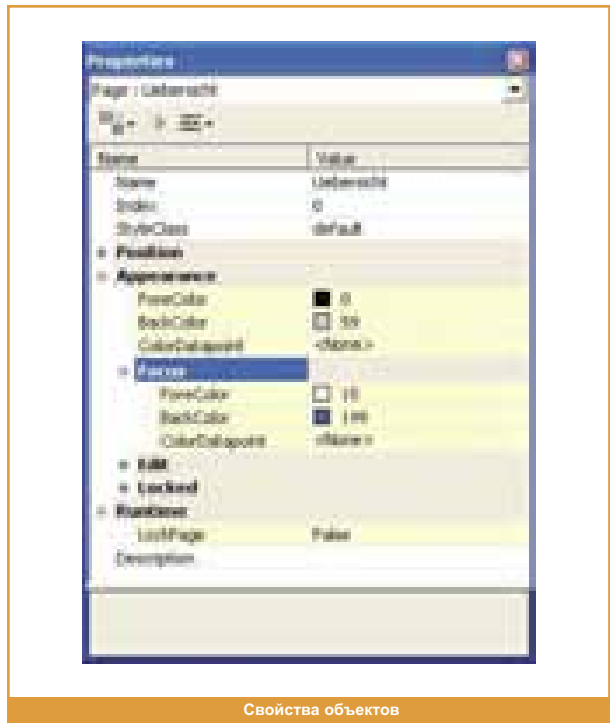 Properties
Page : Uebersicht
Name Value
Name Uebersicht
Index 0
StyleClass default
Position
Appearance
ForeColor 0
BackColor 59
ColorDatapoint <None>
Focus
ForeColor 15
BackColor
ColorDatapoint <None>
Edit
Locked
Runtime
LockPage False
Description
Свойства объектов